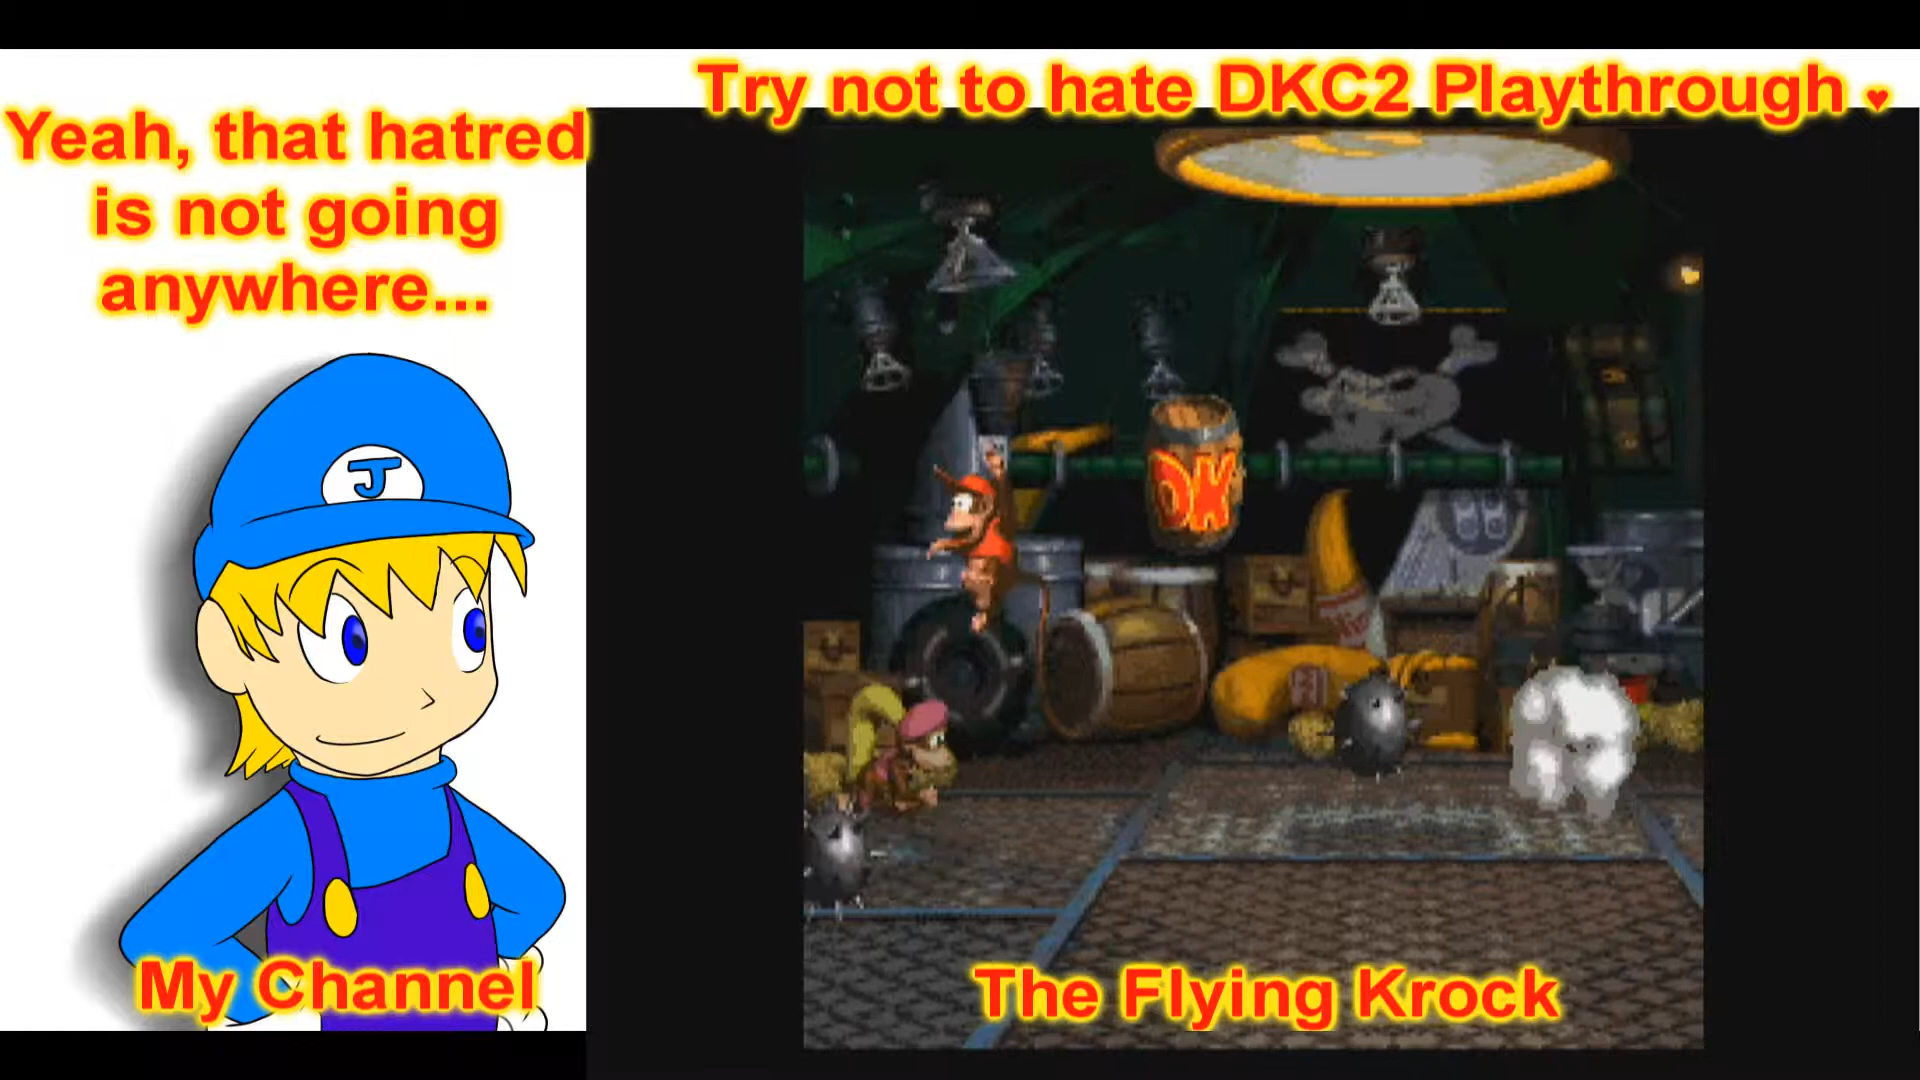 Try not to hate DKC2 Playthrough ♥
Yeah, that hatred
is not going
anywhere...
J
DK
My Channel
The Flying Krock